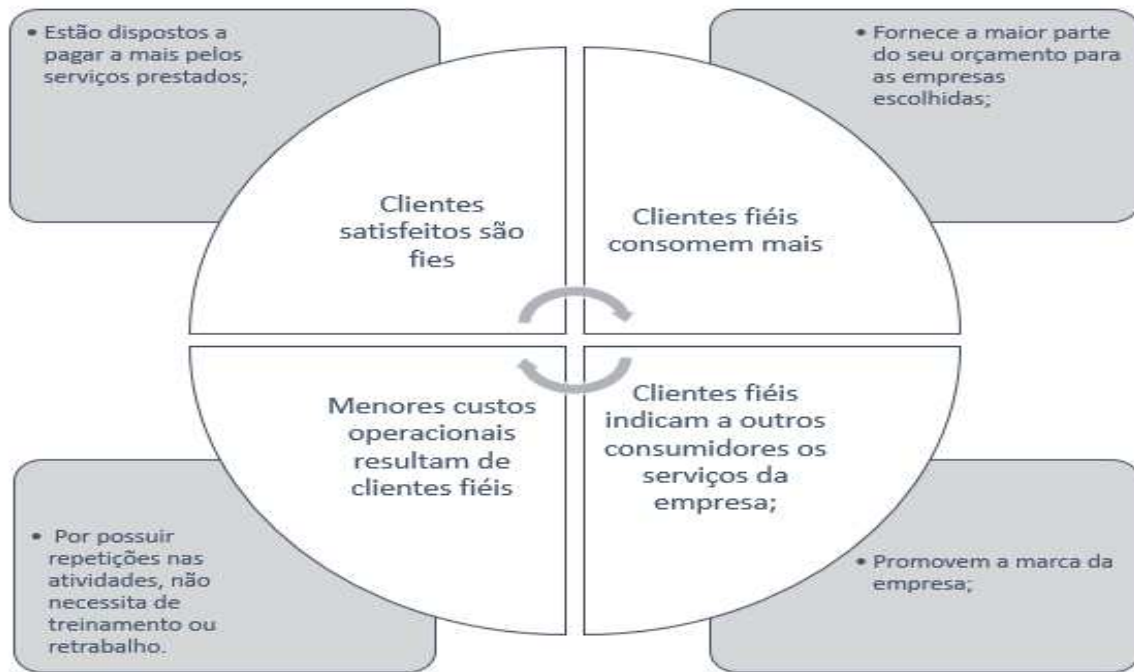 • Estão dispostos a
pagar a mais pelos
serviços prestados;
• Fornece a maior parte
do seu orçamento para
as empresas
escolhidas;
Clientes
satisfeitos são
fies
Clientes fiéis
consomem mais
Menores custos
operacionais
resultam de
clientes fiéis
Clientes fiéis
indicam a outros
consumidores os
serviços da
empresa;
• Por possuir
repetições nas
atividades, não
necessita de
treinamento ou
retrabalho.
• Promovem a marca da
empresa;